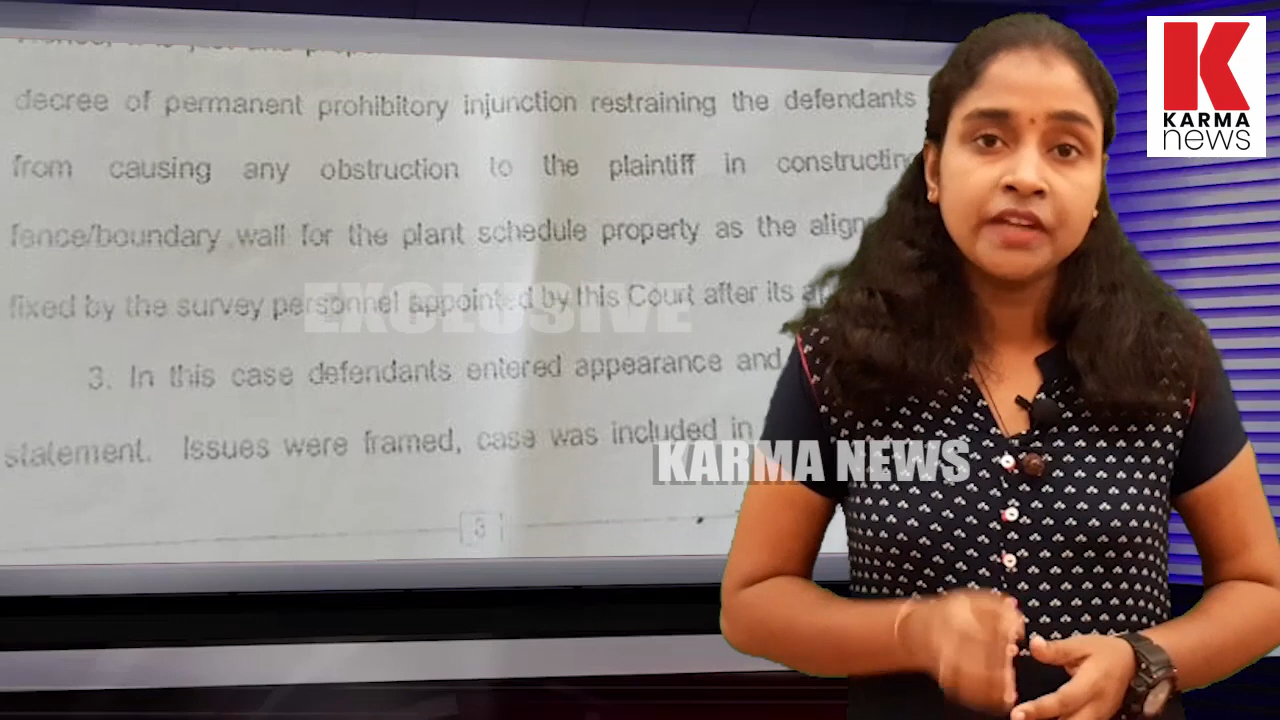 decree of permanent prohibitory injunction restraining the defendants
from causing any obstruction to the plaintiff in constructing
fence/boundary wall for the plant schedule property as the
fixed by the survey personnel appointed by this Court after its
EXCLUSIVE
3. In this case defendants entered appearance and
statement. Issues were framed, case was included in
3
KARMA NEWS
K
KARMA
news